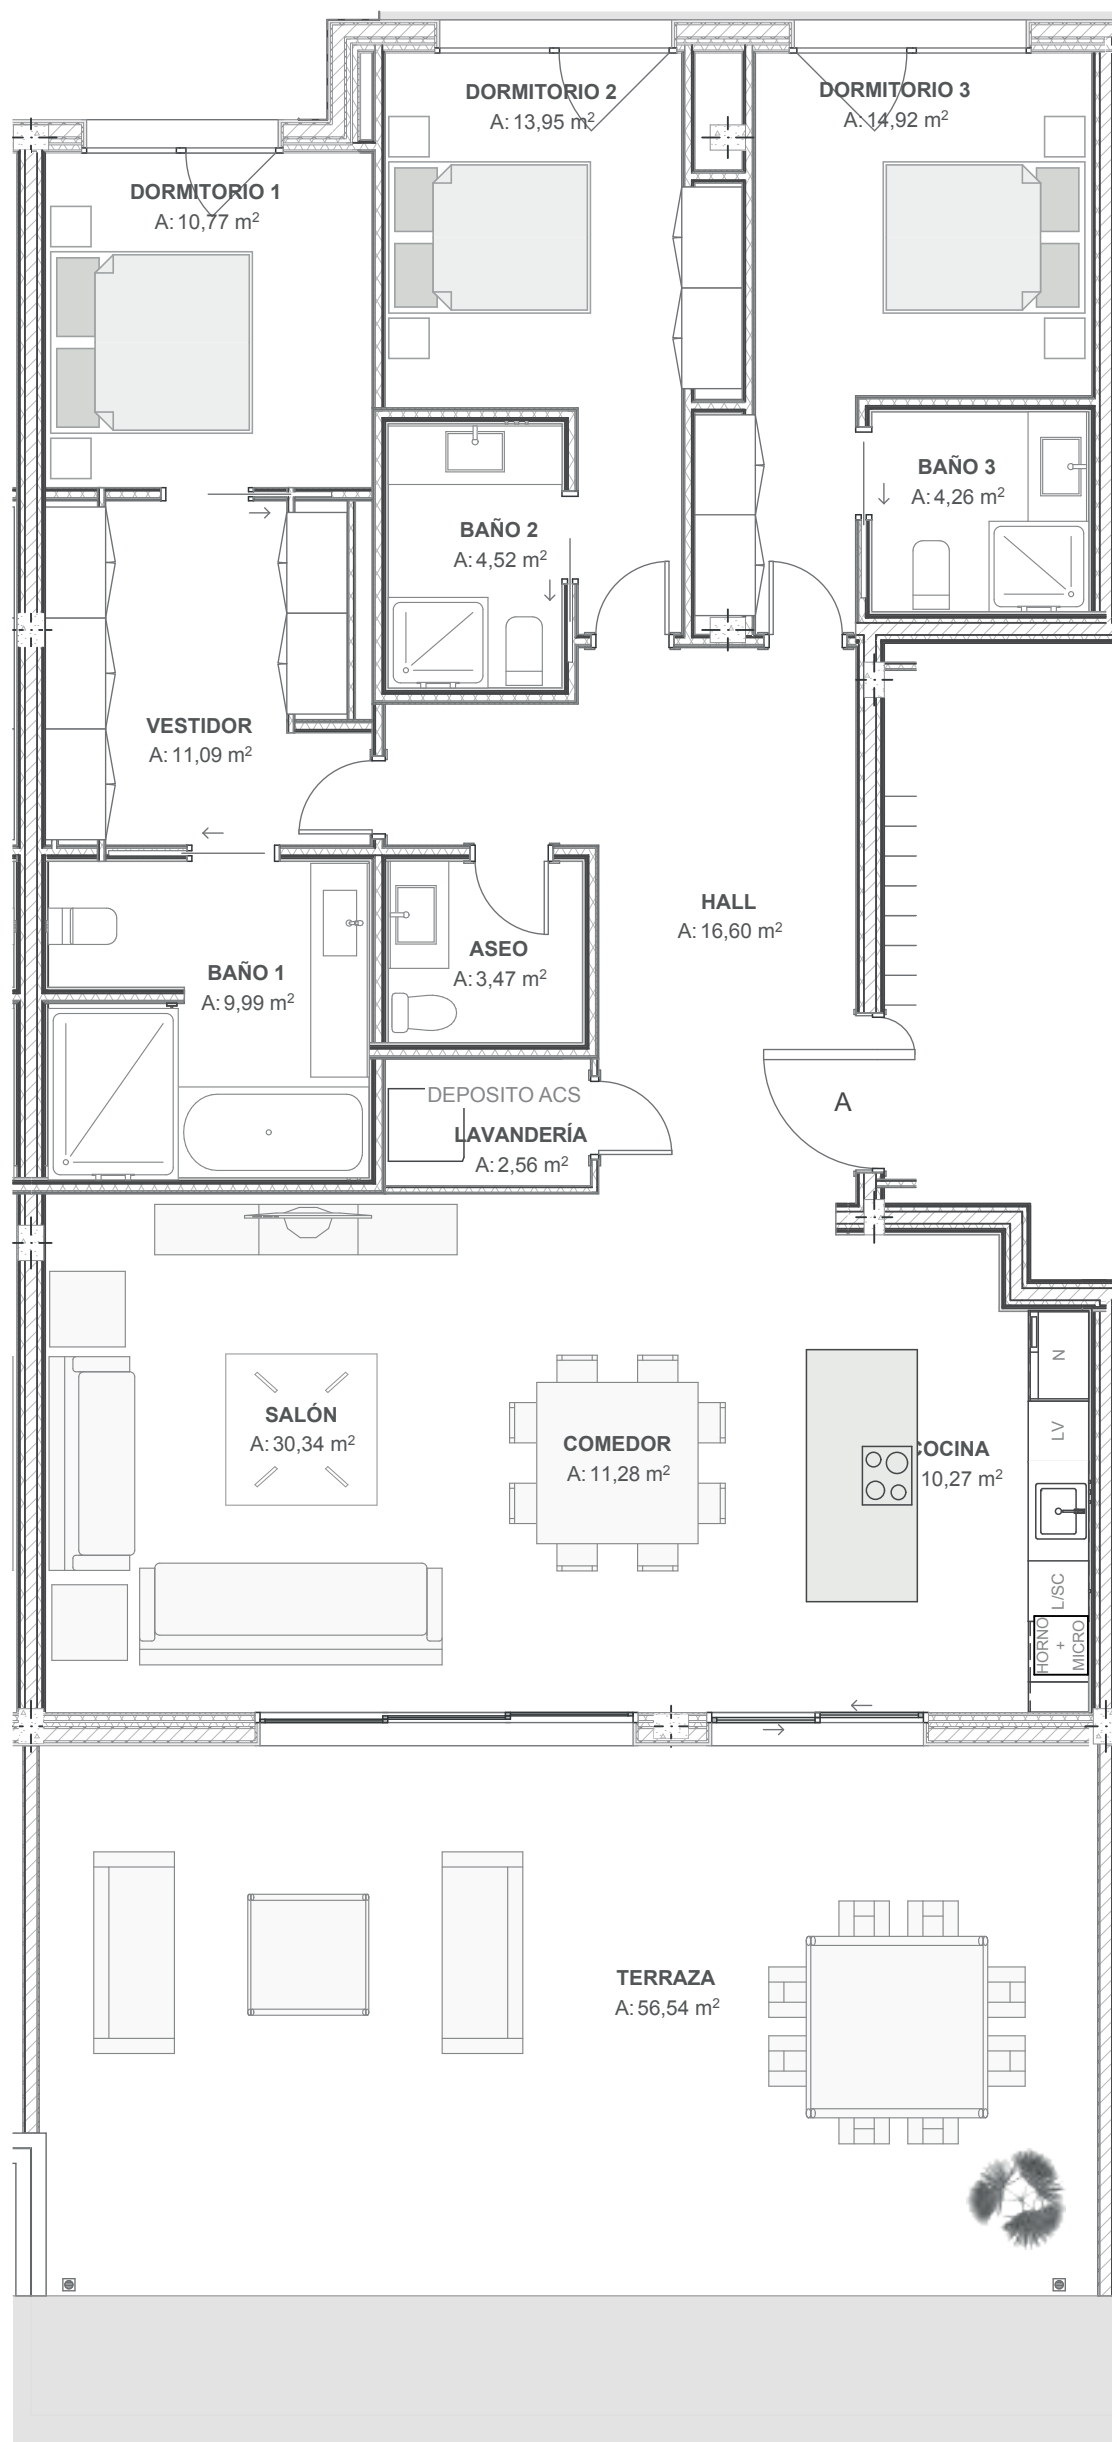 DORMITORIO 2
A: 13,95 m²
DORMITORIO 3
A: 14,92 m²
DORMITORIO 1
A: 10,77 m²
BAÑO 3
A: 4,26 m²
BAÑO 2
A: 4,52 m²
VESTIDOR
A: 11,09 m²
HALL
A: 16,60 m²
ASEO
A: 3,47 m²
BAÑO 1
A: 9,99 m²
DEPOSITO ACS
A
LAVANDERÍA
A: 2,56 m²
N
SALÓN
A: 30,34 m²
COMEDOR
A: 11,28 m²
COCINA
10,27 m²
LV
L/SC
HORNO
+
MICRO
TERRAZA
A: 56,54 m²